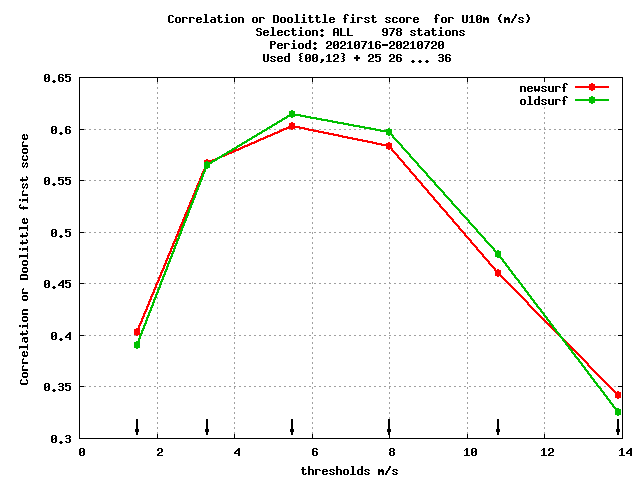 Correlation or Doolittle first score  for U10m (m/s)
Selection: ALL    978 stations
Period: 20210716-20210720
Used {00,12} + 25 26 ... 36
newsurf
oldsurf
Correlation or Doolittle first score
0.65
0.6
0.55
0.5
0.45
0.4
0.35
0.3
0 2 4 6 8 10 12 14
thresholds m/s